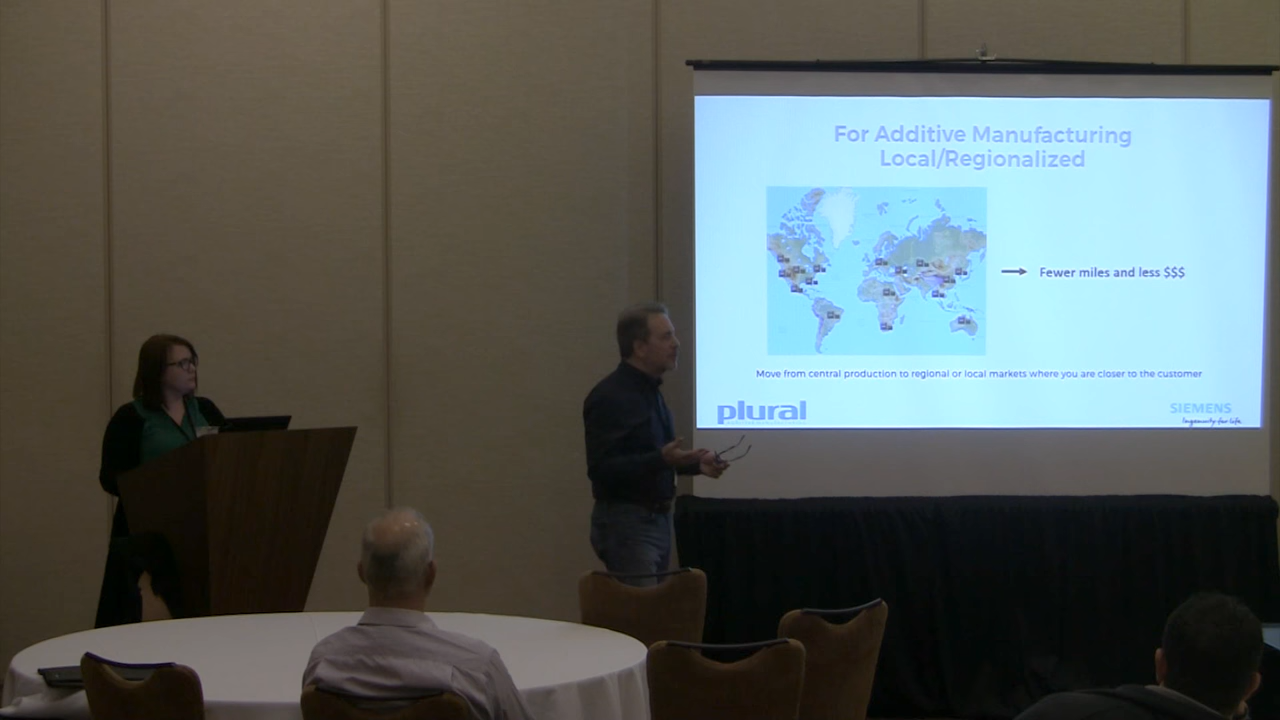 For Additive Manufacturing
Local/Regionalized
Fewer miles and less $$$
Move from central production to regional or local markets where you are closer to the customer
plural
SIEMENS
Ingenuity for life